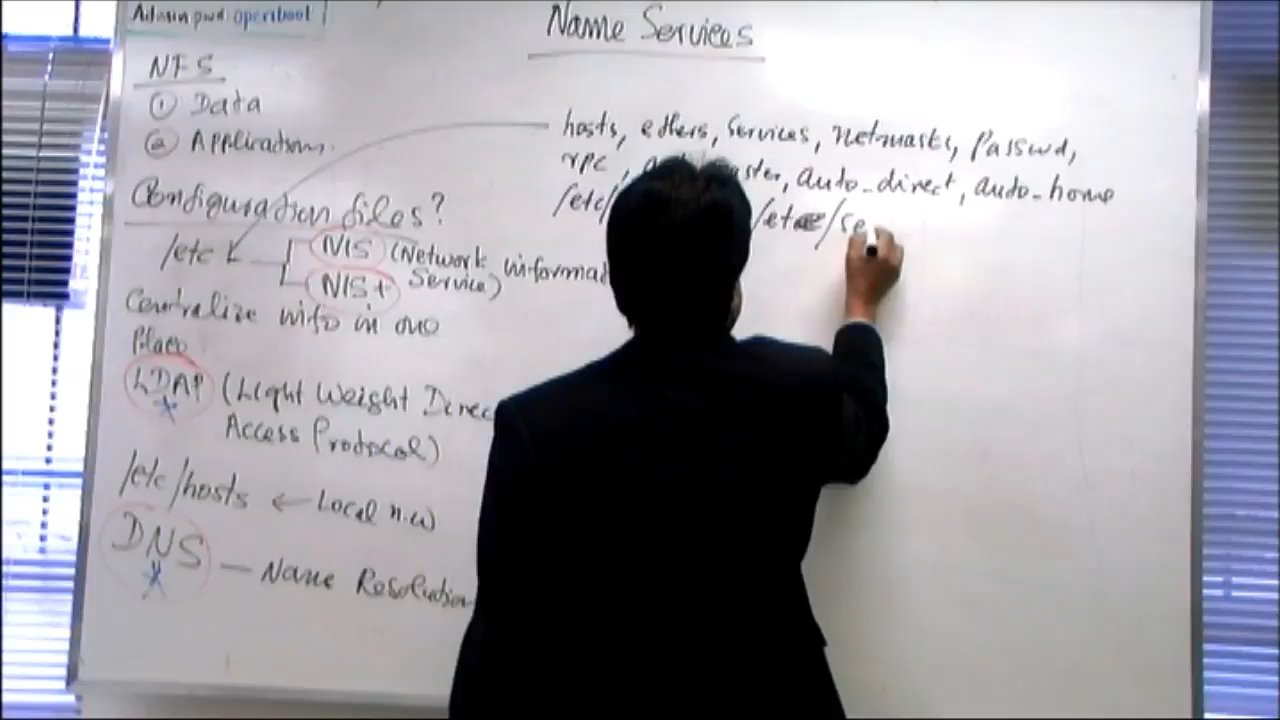 Admin pwd openboot
Name Services
NFS
① Data
② Applications.
hosts, ethers, Services, netmasks, Passwd,
rpc, auto_direct, auto_home
/etc/ /etc/se
Configuration files?
/etc
NIS (Network informa
NIS+ Service)
Centralize info in one
Place
LDAP (Light Weight Direc
Access Protocol)
/etc/hosts ← Local n.w
DNS — Name Resolution